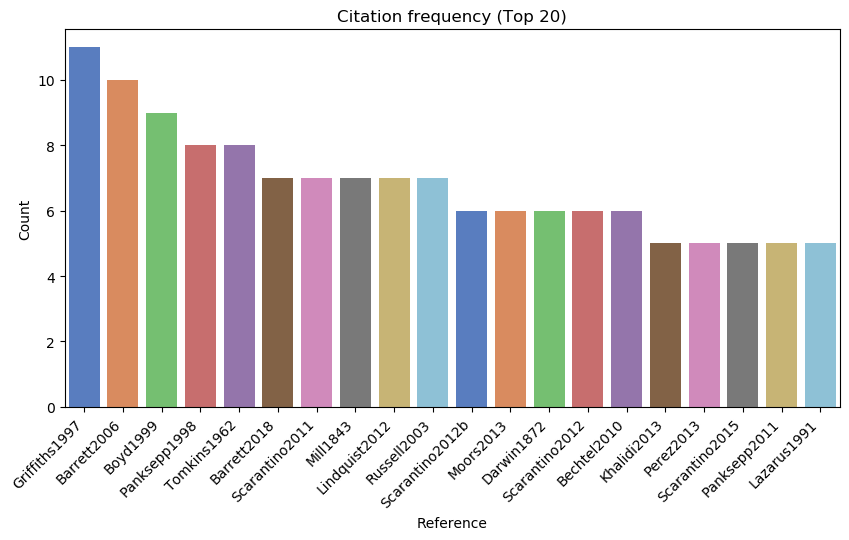 Citation frequency (Top 20)
Count
10
8
6
4
2
0
Griffiths1997
Barrett2006
Boyd1999
Panksepp1998
Tomkins1962
Barrett2018
Scarantino2011
Mill1843
Lindquist2012
Russell2003
Scarantino2012b
Moors2013
Darwin1872
Scarantino2012
Bechtel2010
Khalidi2013
Perez2013
Scarantino2015
Panksepp2011
Lazarus1991
Reference